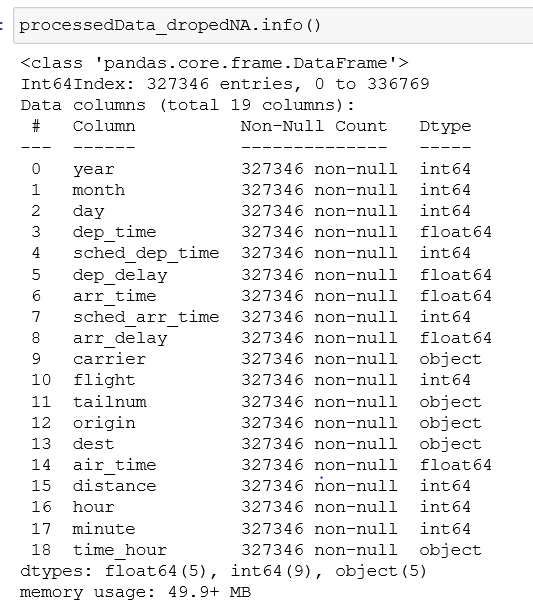 : processedData_dropedNA.info()
<class 'pandas.core.frame.DataFrame'>
Int64Index: 327346 entries, 0 to 336769
Data columns (total 19 columns):
 #   Column          Non-Null Count   Dtype
---  ------          --------------   -----
 0   year            327346 non-null  int64
 1   month           327346 non-null  int64
 2   day             327346 non-null  int64
 3   dep_time        327346 non-null  float64
 4   sched_dep_time  327346 non-null  int64
 5   dep_delay       327346 non-null  float64
 6   arr_time        327346 non-null  float64
 7   sched_arr_time  327346 non-null  int64
 8   arr_delay       327346 non-null  float64
 9   carrier         327346 non-null  object
 10  flight          327346 non-null  int64
 11  tailnum         327346 non-null  object
 12  origin          327346 non-null  object
 13  dest            327346 non-null  object
 14  air_time        327346 non-null  float64
 15  distance        327346 non-null  int64
 16  hour            327346 non-null  int64
 17  minute          327346 non-null  int64
 18  time_hour       327346 non-null  object
dtypes: float64(5), int64(9), object(5)
memory usage: 49.9+ MB